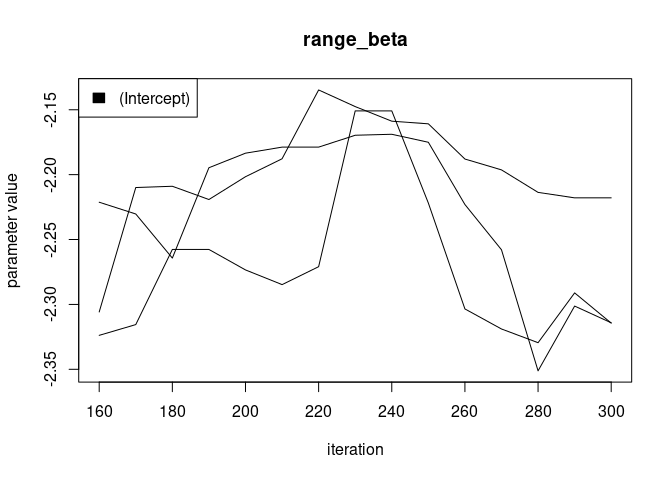 range_beta
(Intercept)
parameter value
-2.15
-2.20
-2.25
-2.30
-2.35
160 180 200 220 240 260 280 300
iteration